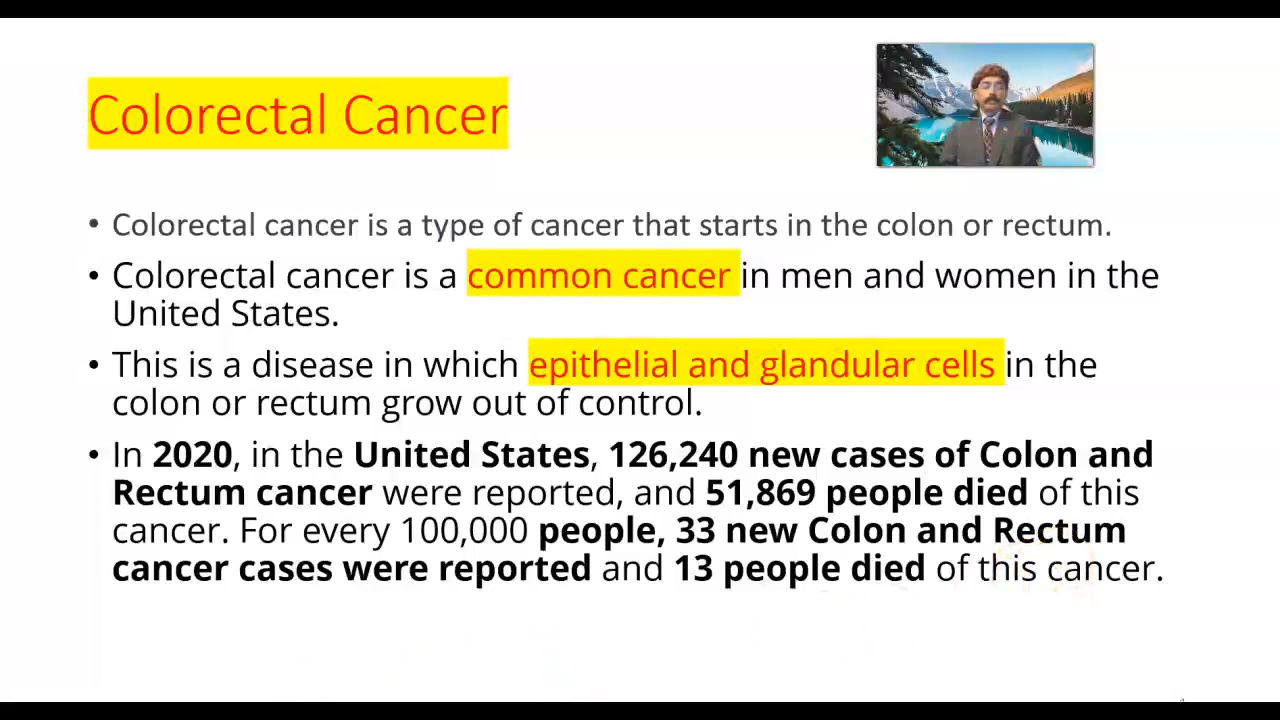 Colorectal Cancer
• Colorectal cancer is a type of cancer that starts in the colon or rectum.
• Colorectal cancer is a common cancer in men and women in the
United States.
• This is a disease in which epithelial and glandular cells in the
colon or rectum grow out of control.
• In 2020, in the United States, 126,240 new cases of Colon and
Rectum cancer were reported, and 51,869 people died of this
cancer. For every 100,000 people, 33 new Colon and Rectum
cancer cases were reported and 13 people died of this cancer.